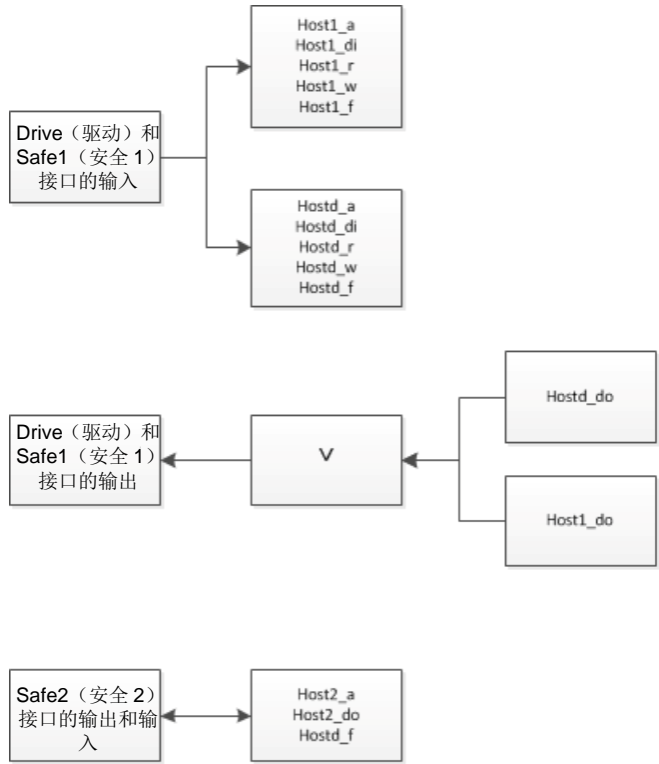 Host1_a
Host1_di
Host1_r
Host1_w
Host1_f
Drive（驱动）和
Safe1（安全 1）
接口的输入
Hostd_a
Hostd_di
Hostd_r
Hostd_w
Hostd_f
Hostd_do
Drive（驱动）和
Safe1（安全 1）
接口的输出
V
Host1_do
Safe2（安全 2）
接口的输出和输
入
Host2_a
Host2_do
Hostd_f